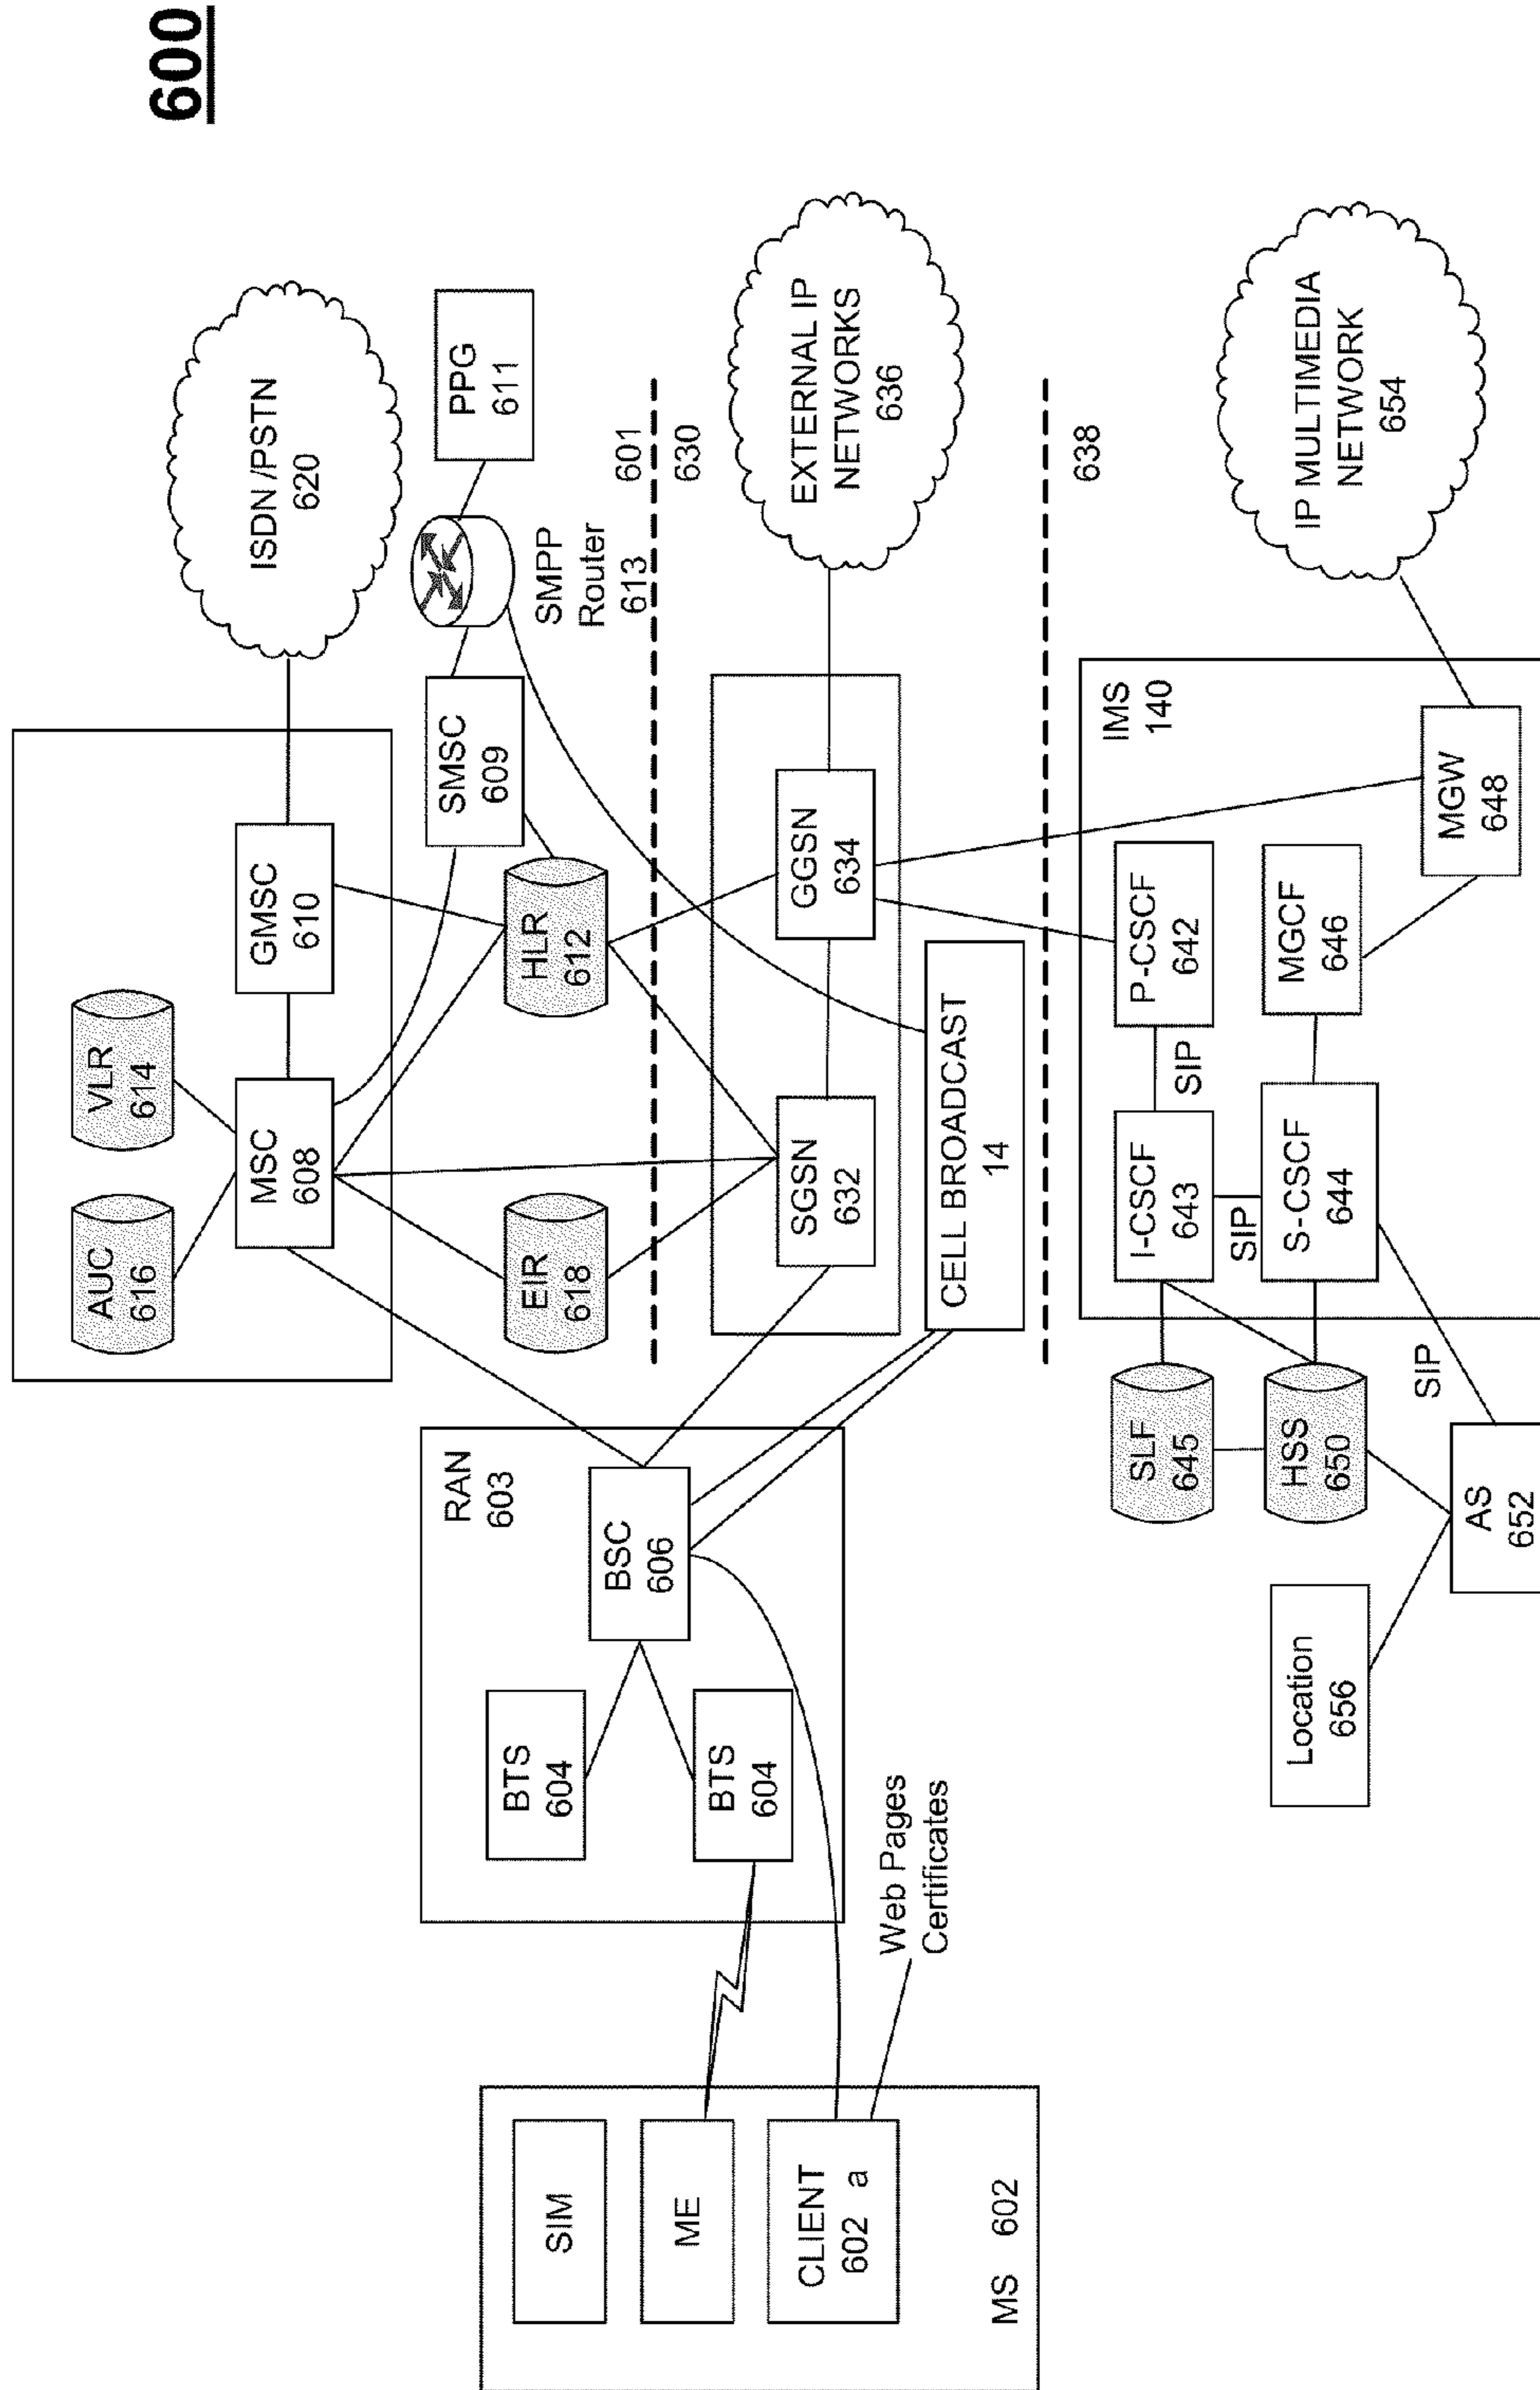 600
AUC
616
VLR
614
MSC
608
GMSC
610
ISDN /PSTN
620
SMSC
609
PPG
611
SMPP
Router
613
EIR
618
HLR
612
601
630
RAN
603
BTS
604
BTS
604
BSC
606
SIM
ME
CLIENT
602 a
MS 602
Web Pages
Certificates
SGSN
632
GGSN
634
EXTERNAL IP
NETWORKS
636
CELL BROADCAST
14
638
IMS
140
I-CSCF
643
SIP
P-CSCF
642
SIP
S-CSCF
644
MGCF
646
MGW
648
IP MULTIMEDIA
NETWORK
654
SLF
645
HSS
650
SIP
Location
656
AS
652